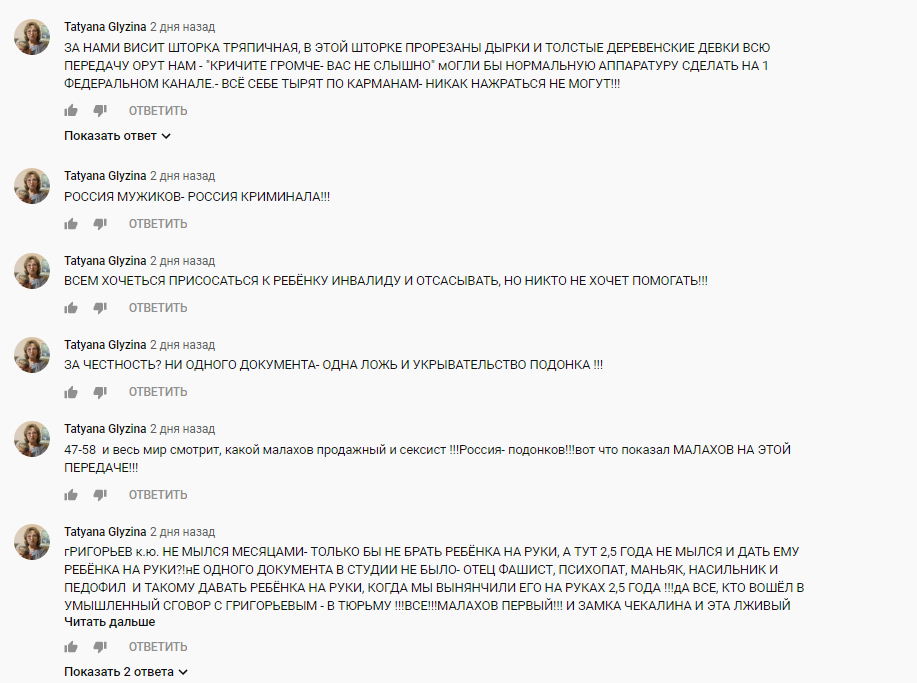 Tatyana Glyzina 2 дня назад
ЗА НАМИ ВИСИТ ШТОРКА ТРЯПИЧНАЯ, В ЭТОЙ ШТОРКЕ ПРОРЕЗАНЫ ДЫРКИ И ТОЛСТЫЕ ДЕРЕВЕНСКИЕ ДЕВКИ ВСЮ
ПЕРЕДАЧУ ОРУТ НАМ - "КРИЧИТЕ ГРОМЧЕ- ВАС НЕ СЛЫШНО" мОГЛИ БЫ НОРМАЛЬНУЮ АППАРАТУРУ СДЕЛАТЬ НА 1
ФЕДЕРАЛЬНОМ КАНАЛЕ.- ВСЁ СЕБЕ ТЫРЯТ ПО КАРМАНАМ- НИКАК НАЖРАТЬСЯ НЕ МОГУТ!!!
ОТВЕТИТЬ
Показать ответ
Tatyana Glyzina 2 дня назад
РОССИЯ МУЖИКОВ- РОССИЯ КРИМИНАЛА!!!
ОТВЕТИТЬ
Tatyana Glyzina 2 дня назад
ВСЕМ ХОЧЕТЬСЯ ПРИСОСАТЬСЯ К РЕБЁНКУ ИНВАЛИДУ И ОТСАСЫВАТЬ, НО НИКТО НЕ ХОЧЕТ ПОМОГАТЬ!!!
ОТВЕТИТЬ
Tatyana Glyzina 2 дня назад
ЗА ЧЕСТНОСТЬ? НИ ОДНОГО ДОКУМЕНТА- ОДНА ЛОЖЬ И УКРЫВАТЕЛЬСТВО ПОДОНКА !!!
ОТВЕТИТЬ
Tatyana Glyzina 2 дня назад
47-58 и весь мир смотрит, какой малахов продажный и сексист !!!Россия- подонков!!!вот что показал МАЛАХОВ НА ЭТОЙ
ПЕРЕДАЧЕ!!!
ОТВЕТИТЬ
Tatyana Glyzina 2 дня назад
гРИГОРЬЕВ к.ю. НЕ МЫЛСЯ МЕСЯЦАМИ- ТОЛЬКО БЫ НЕ БРАТЬ РЕБЁНКА НА РУКИ, А ТУТ 2,5 ГОДА НЕ МЫЛСЯ И ДАТЬ ЕМУ
РЕБЁНКА НА РУКИ?!нЕ ОДНОГО ДОКУМЕНТА В СТУДИИ НЕ БЫЛО- ОТЕЦ ФАШИСТ, ПСИХОПАТ, МАНЬЯК, НАСИЛЬНИК И
ПЕДОФИЛ И ТАКОМУ ДАВАТЬ РЕБЁНКА НА РУКИ, КОГДА МЫ ВЫНЯНЧИЛИ ЕГО НА РУКАХ 2,5 ГОДА !!!дА ВСЕ, КТО ВОШЁЛ В
УМЫШЛЕННЫЙ СГОВОР С ГРИГОРЬЕВЫМ - В ТЮРЬМУ !!!ВСЕ!!!МАЛАХОВ ПЕРВЫЙ!!! И ЗАМКА ЧЕКАЛИНА И ЭТА ЛЖИВЫЙ
Читать дальше
ОТВЕТИТЬ
Показать 2 ответа